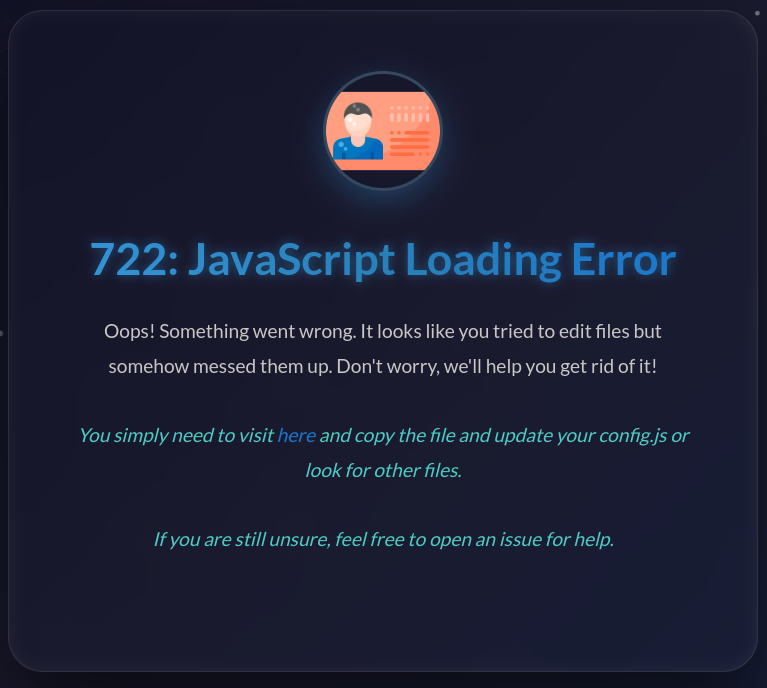 722: JavaScript Loading Error
Oops! Something went wrong. It looks like you tried to edit files but
somehow messed them up. Don't worry, we'll help you get rid of it!
You simply need to visit here and copy the file and update your config.js or
look for other files.
If you are still unsure, feel free to open an issue for help.